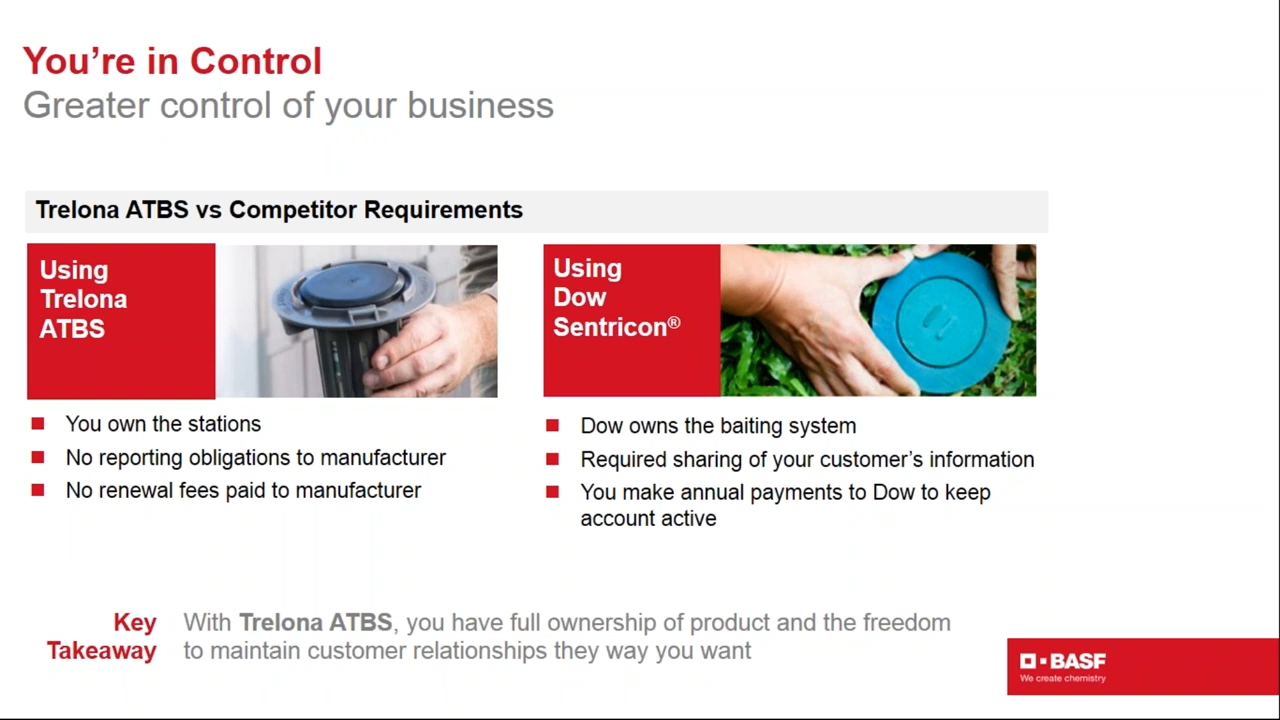 You're in Control
Greater control of your business
Trelona ATBS vs Competitor Requirements
Using
Trelona
ATBS
Using
Dow
Sentricon®
You own the stations
No reporting obligations to manufacturer
No renewal fees paid to manufacturer
Dow owns the baiting system
Required sharing of your customer's information
You make annual payments to Dow to keep
account active
Key
Takeaway
With Trelona ATBS, you have full ownership of product and the freedom
to maintain customer relationships they way you want
BASF
We create chemistry